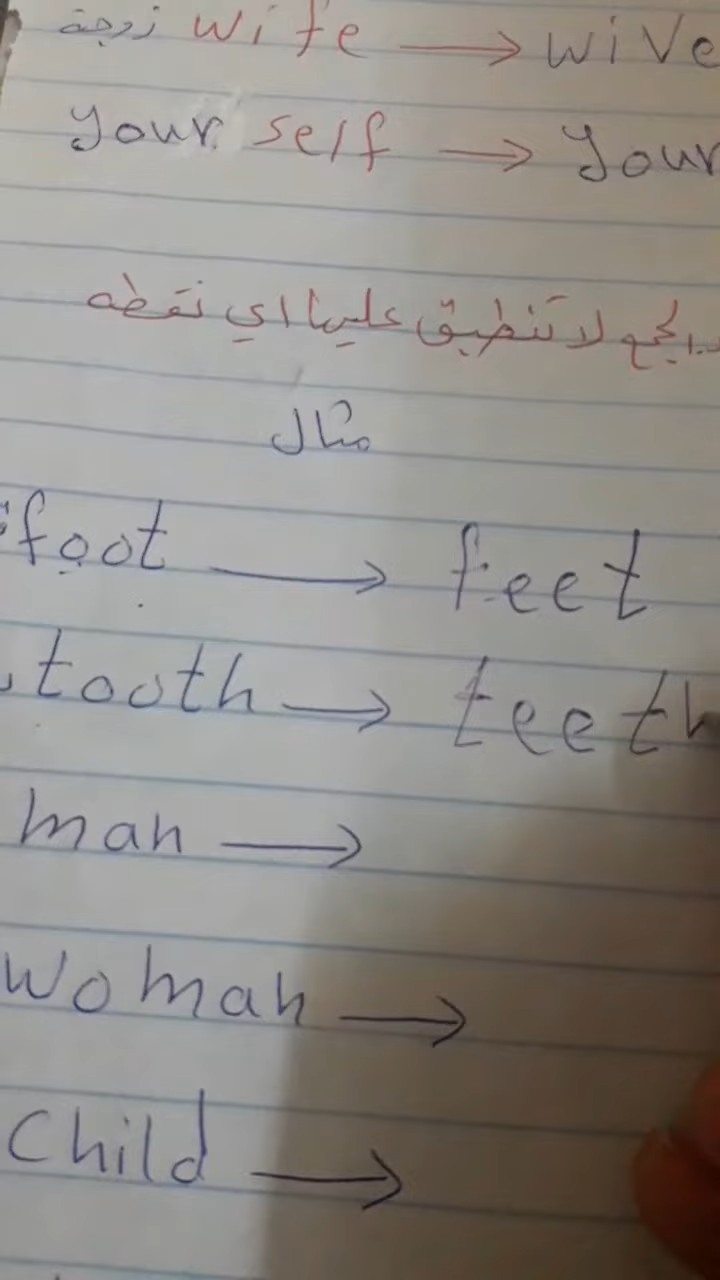 زوجة wife → wive
your self → your
الجمع لا تنطبق عليها اي نقطه
مثال
foot → feet
tooth → teeth
man →
woman →
child →